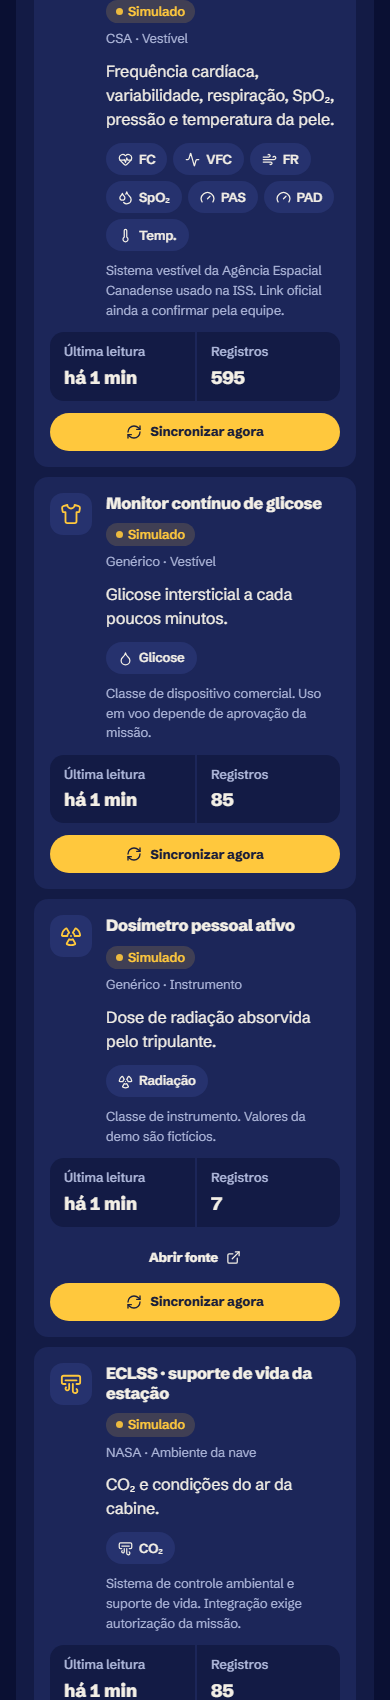 Simulado
CSA · Vestível
Frequência cardíaca,
variabilidade, respiração, SpO₂,
pressão e temperatura da pele.
FC
VFC
FR
SpO₂
PAS
PAD
Temp.
Sistema vestível da Agência Espacial
Canadense usado na ISS. Link oficial
ainda a confirmar pela equipe.
Última leitura
Registros
há 1 min
595
Sincronizar agora
Monitor contínuo de glicose
Simulado
Genérico · Vestível
Glicose intersticial a cada
poucos minutos.
Glicose
Classe de dispositivo comercial. Uso
em voo depende de aprovação da
missão.
Última leitura
Registros
há 1 min
85
Sincronizar agora
Dosímetro pessoal ativo
Simulado
Genérico · Instrumento
Dose de radiação absorvida
pelo tripulante.
Radiação
Classe de instrumento. Valores da
demo são fictícios.
Última leitura
Registros
há 1 min
7
Abrir fonte
Sincronizar agora
ECLSS · suporte de vida da
estação
Simulado
NASA · Ambiente da nave
CO₂ e condições do ar da
cabine.
CO₂
Sistema de controle ambiental e
suporte de vida. Integração exige
autorização da missão.
Última leitura
Registros
há 1 min
85